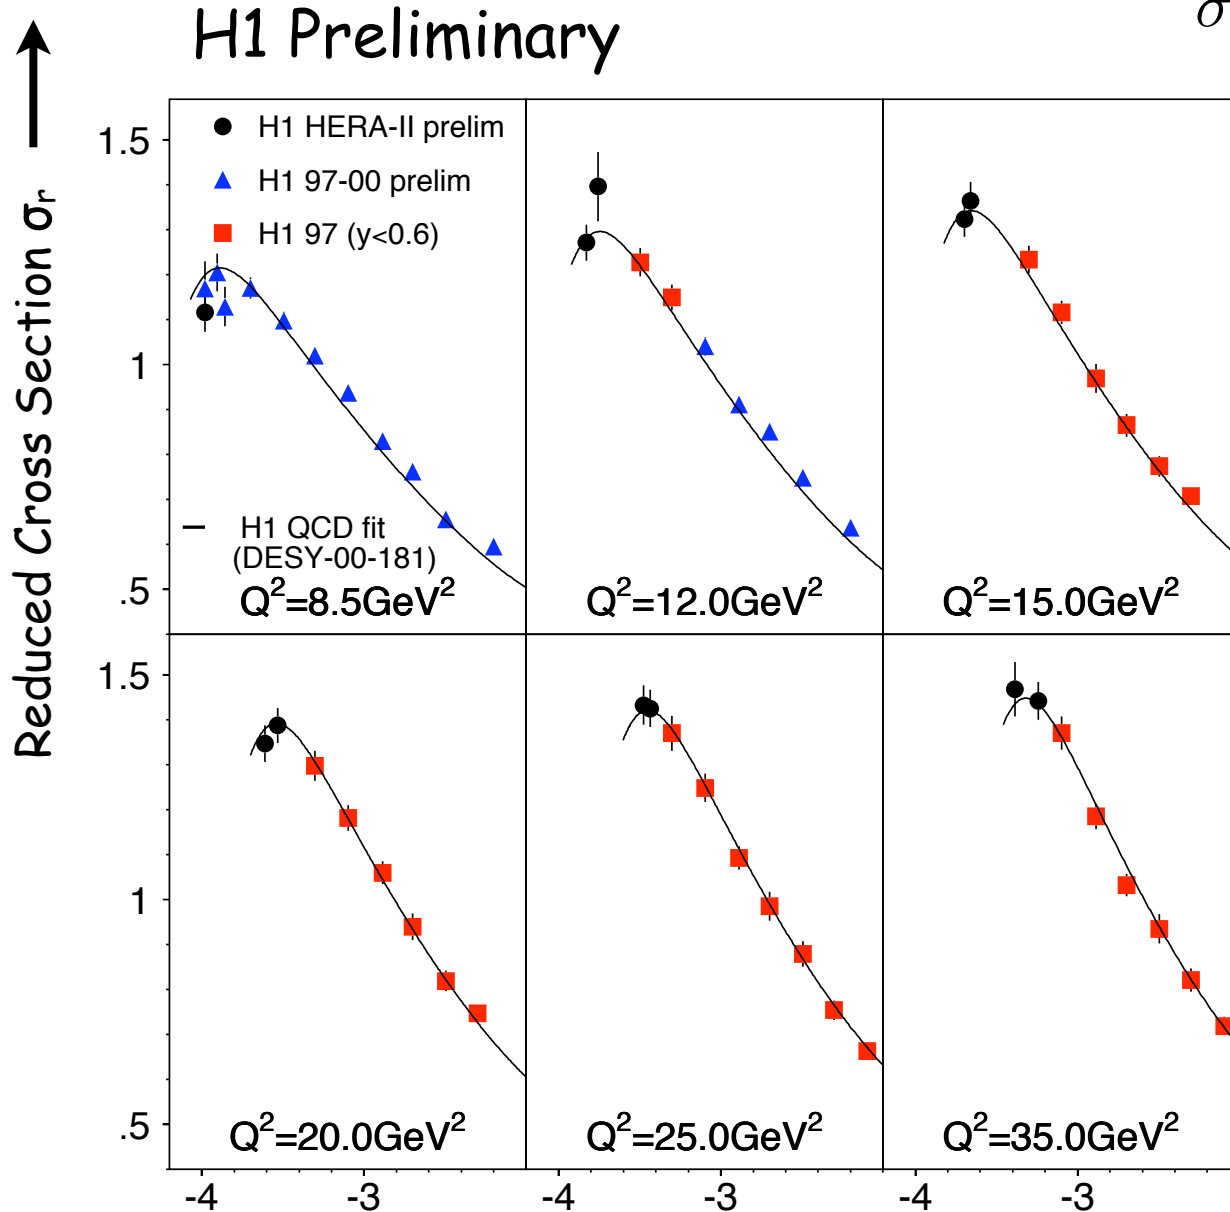 H1 Preliminary
σ
Reduced Cross Section σr
1.5
1
.5
H1 HERA-II prelim
H1 97-00 prelim
H1 97 (y<0.6)
H1 QCD fit
(DESY-00-181)
Q²=8.5GeV²
Q²=12.0GeV²
Q²=15.0GeV²
1.5
1
.5
Q²=20.0GeV²
Q²=25.0GeV²
Q²=35.0GeV²
-4 -3 -4 -3 -4 -3